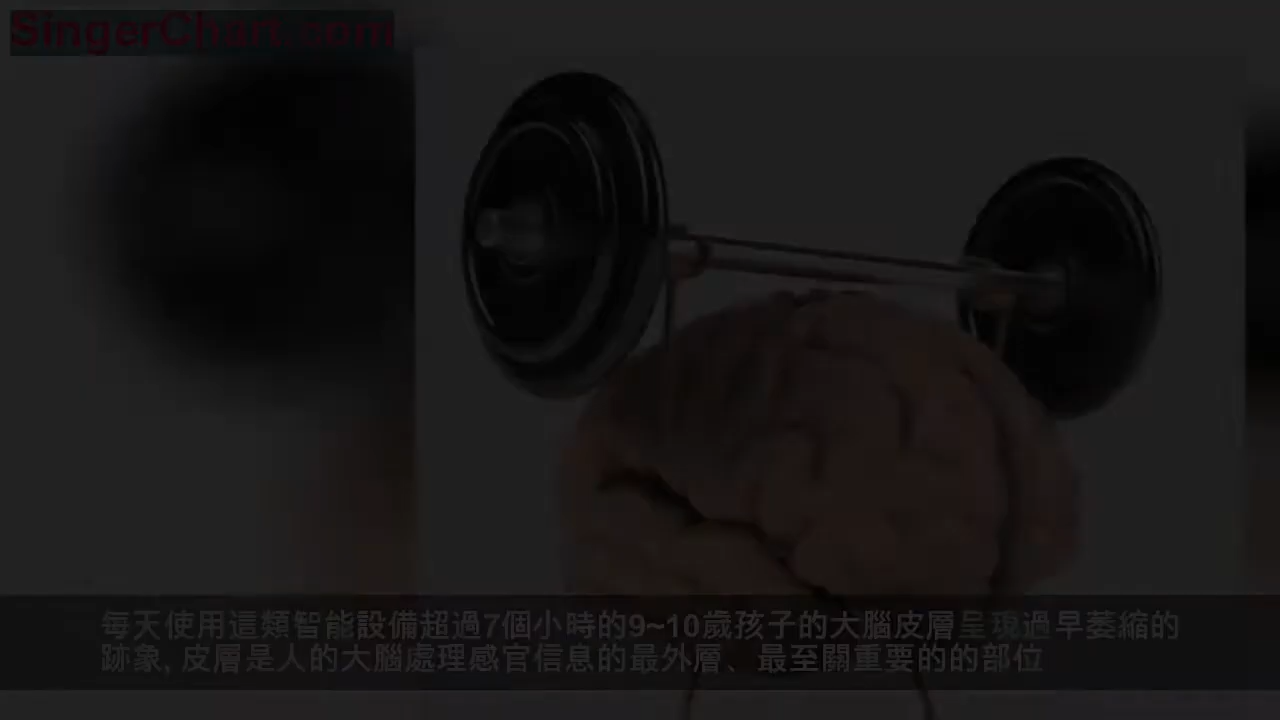 SingerChart.com
每天使用這類智能設備超過7個小時的9~10歲孩子的大腦皮層呈現過早萎縮的
跡象, 皮層是人的大腦處理感官信息的最外層、最至關重要的的部位